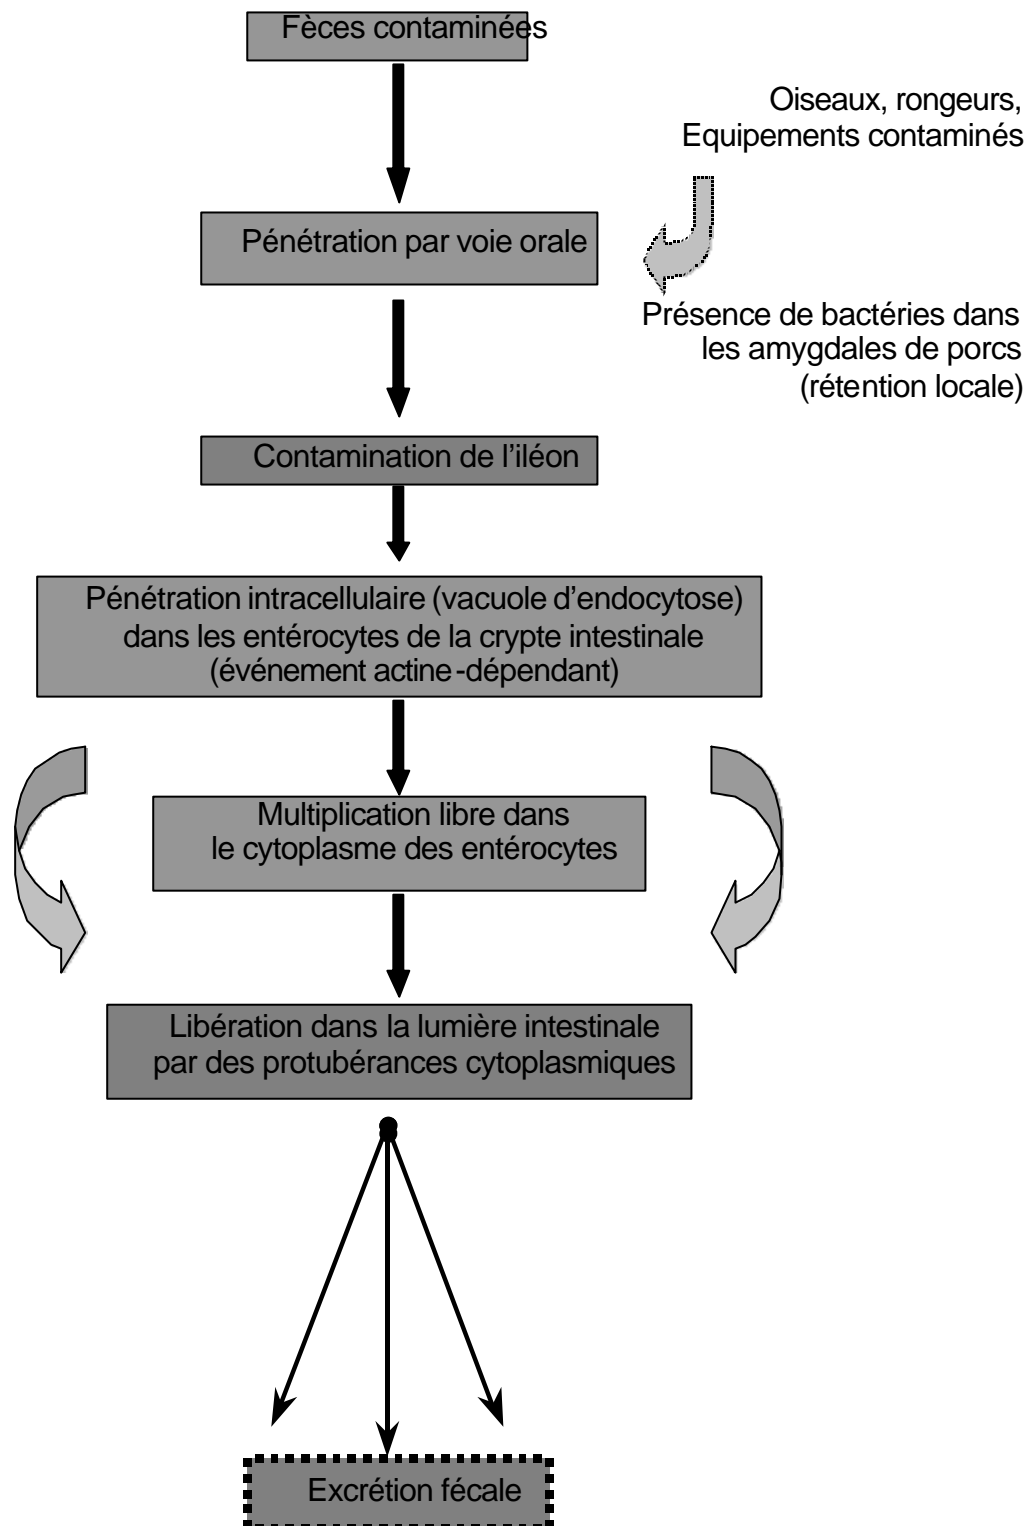 Fèces contaminées
Oiseaux, rongeurs,
Equipements contaminés
Pénétration par voie orale
Présence de bactéries dans
les amygdales de porcs
(rétention locale)
Contamination de l'iléon
Pénétration intracellulaire (vacuole d'endocytose)
dans les entérocytes de la crypte intestinale
(événement actine-dépendant)
Multiplication libre dans
le cytoplasme des entérocytes
Libération dans la lumière intestinale
par des protubérances cytoplasmiques
Excrétion fécale